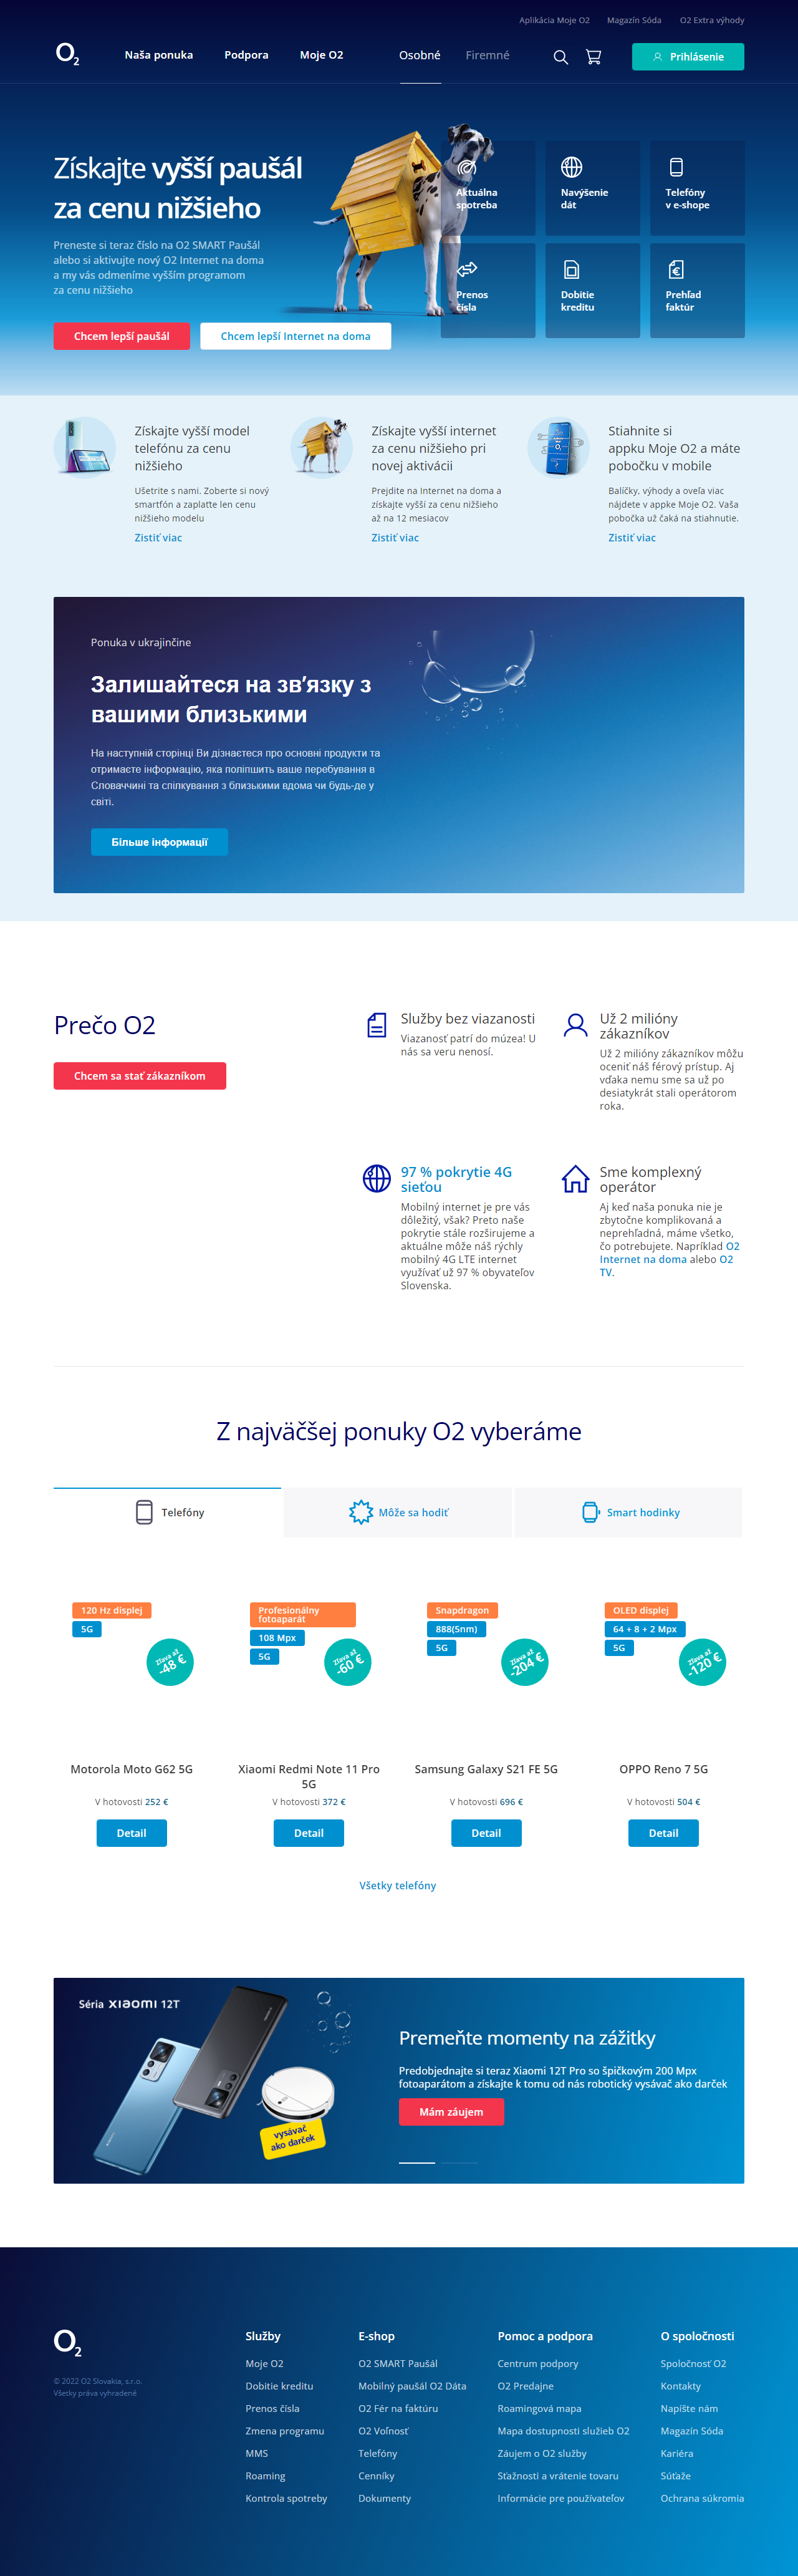 Aplikácia Moje O2 Magazín Sóda O2 Extra výhody
O2 Naša ponuka Podpora Moje O2 Osobné Firemné Prihlásenie
Získajte vyšší paušál
za cenu nižšieho
Preneste si teraz číslo na O2 SMART Paušál
alebo si aktivujte nový O2 Internet na doma
a my vás odmeníme vyšším programom
za cenu nižšieho
Chcem lepší paušál Chcem lepší Internet na doma
Aktuálna
spotreba
Navýšenie
dát
Telefóny
v e-shope
Prenos
čísla
Dobitie
kreditu
Prehľad
faktúr
Získajte vyšší model
telefónu za cenu
nižšieho
Ušetrite s nami. Zoberte si nový
smartfón a zaplaťte len cenu
nižšieho modelu
Zistiť viac
Získajte vyšší internet
za cenu nižšieho pri
novej aktivácii
Prejdite na Internet na doma a
získajte vyšší za cenu nižšieho
až na 12 mesiacov
Zistiť viac
Stiahnite si
appku Moje O2 a máte
pobočku v mobile
Balíčky, výhody a oveľa viac
nájdete v appke Moje O2. Vaša
pobočka už čaká na stiahnutie.
Zistiť viac
Ponuka v ukrajinčine
Залишайтеся на зв’язку з
вашими близькими
На наступній сторінці Ви дізнаєтеся про основні продукти та
отримаєте інформацію, яка поліпшить ваше перебування в
Словаччині та спілкування з близькими вдома чи будь-де у
світі.
Більше інформації
Prečo O2
Chcem sa stať zákazníkom
Služby bez viazanosti
Viazanosť patrí do múzea! U
nás sa veru nenosí.
Už 2 milióny
zákazníkov
Už 2 milióny zákazníkov môžu
oceniť náš férový prístup. Aj
vďaka nemu sme sa už po
desiatykrát stali operátorom
roka.
97 % pokrytie 4G
sieťou
Mobilný internet je pre vás
dôležitý, však? Preto naše
pokrytie stále rozširujeme a
aktuálne môže náš rýchly
mobilný 4G LTE internet
využívať už 97 % obyvateľov
Slovenska.
Sme komplexný
operátor
Aj keď naša ponuka nie je
zbytočne komplikovaná a
neprehľadná, máme všetko,
čo potrebujete. Napríklad O2
Internet na doma alebo O2
TV.
Z najväčšej ponuky O2 vyberáme
Telefóny Môže sa hodiť Smart hodinky
120 Hz displej
5G
Zľava až
-48 €
Motorola Moto G62 5G
V hotovosti 252 €
Detail
Profesionálny
fotoaparát
108 Mpx
5G
Zľava až
-60 €
Xiaomi Redmi Note 11 Pro
5G
V hotovosti 372 €
Detail
Snapdragon
888(5nm)
5G
Zľava až
-204 €
Samsung Galaxy S21 FE 5G
V hotovosti 696 €
Detail
OLED displej
64 + 8 + 2 Mpx
5G
Zľava až
-120 €
OPPO Reno 7 5G
V hotovosti 504 €
Detail
Všetky telefóny
Séria xiaomi 12T
vysávač
ako darček
Premeňte momenty na zážitky
Predobjednajte si teraz Xiaomi 12T Pro so špičkovým 200 Mpx
fotoaparátom a získajte k tomu od nás robotický vysávač ako darček
Mám záujem
O2
© 2022 O2 Slovakia, s.r.o.
Všetky práva vyhradené
Služby
Moje O2
Dobitie kreditu
Prenos čísla
Zmena programu
MMS
Roaming
Kontrola spotreby
E-shop
O2 SMART Paušál
Mobilný paušál O2 Dáta
O2 Fér na faktúru
O2 Voľnosť
Telefóny
Cenníky
Dokumenty
Pomoc a podpora
Centrum podpory
O2 Predajne
Roamingová mapa
Mapa dostupnosti služieb O2
Záujem o O2 služby
Sťažnosti a vrátenie tovaru
Informácie pre používateľov
O spoločnosti
Spoločnosť O2
Kontakty
Napíšte nám
Magazín Sóda
Kariéra
Súťaže
Ochrana súkromia